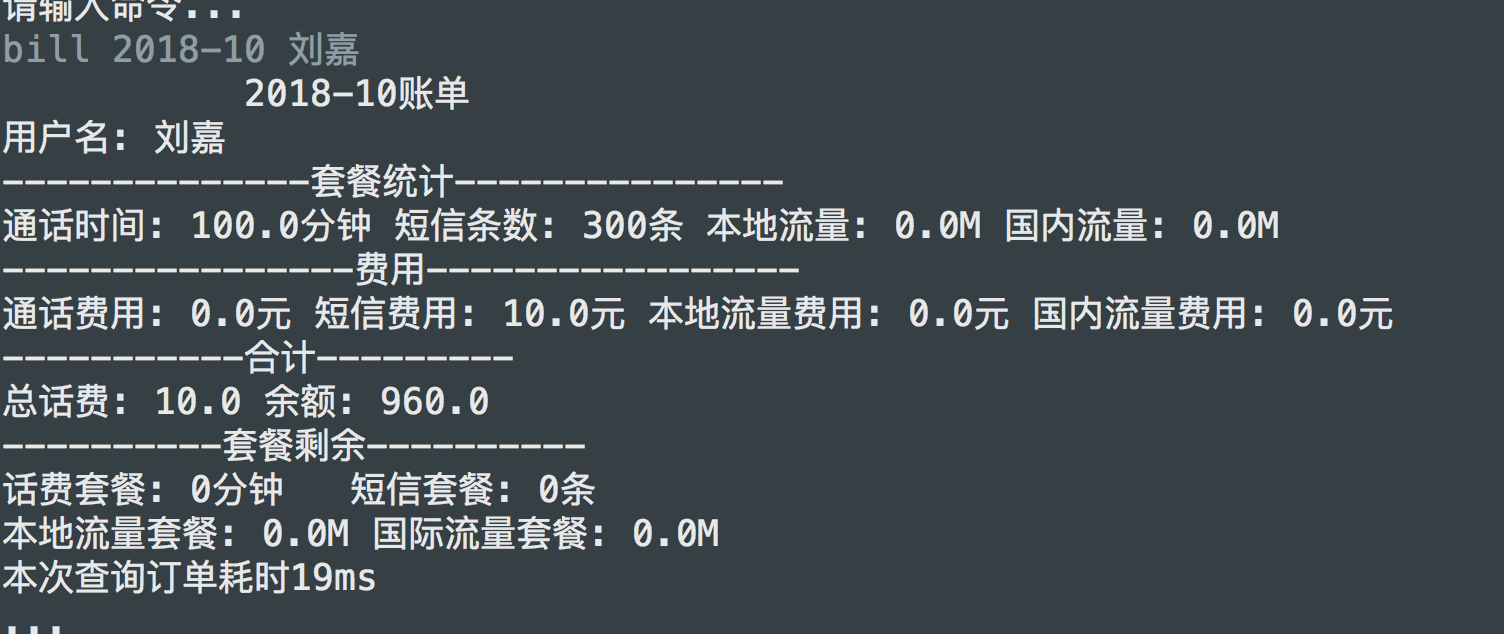 请输入命令...
bill 2018-10 刘嘉
2018-10账单
用户名: 刘嘉
--------------套餐统计---------------
通话时间: 100.0分钟 短信条数: 300条 本地流量: 0.0M 国内流量: 0.0M
----------------费用-----------------
通话费用: 0.0元 短信费用: 10.0元 本地流量费用: 0.0元 国内流量费用: 0.0元
-----------合计---------
总话费: 10.0 余额: 960.0
----------套餐剩余----------
话费套餐: 0分钟   短信套餐: 0条
本地流量套餐: 0.0M 国际流量套餐: 0.0M
本次查询订单耗时19ms
...